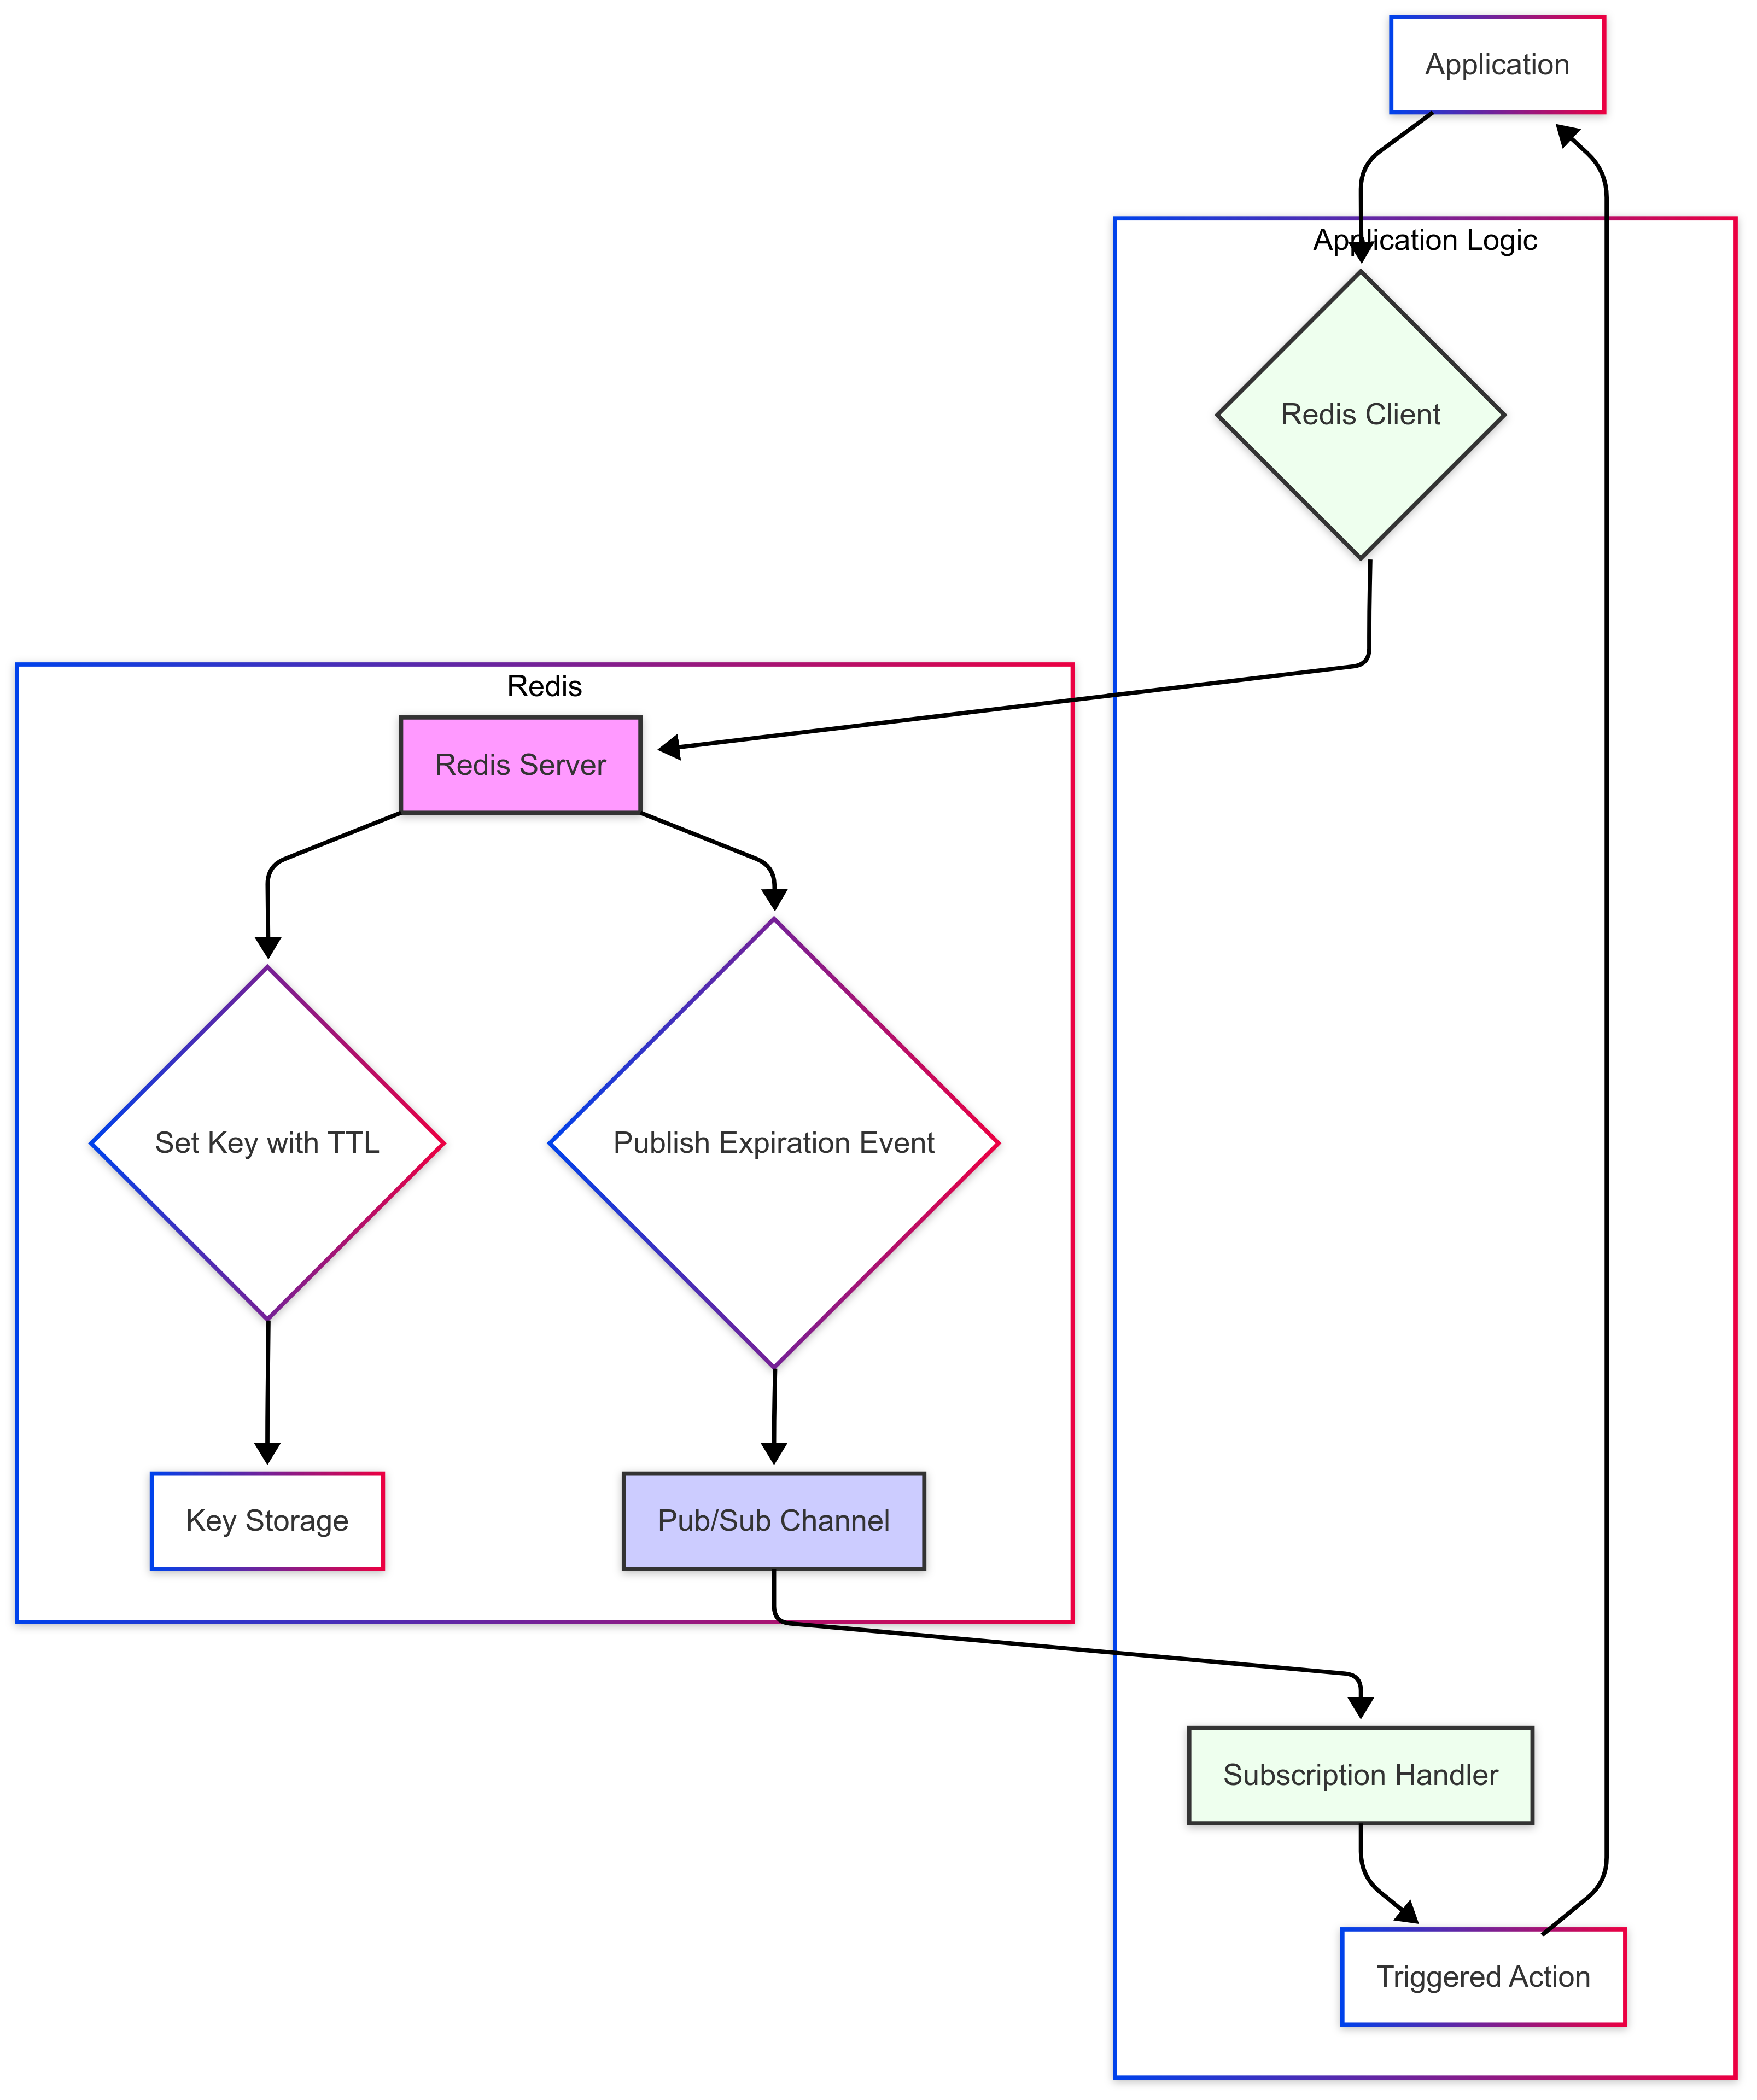 Application
Application Logic
Redis Client
Redis
Redis Server
Set Key with TTL
Publish Expiration Event
Key Storage
Pub/Sub Channel
Subscription Handler
Triggered Action